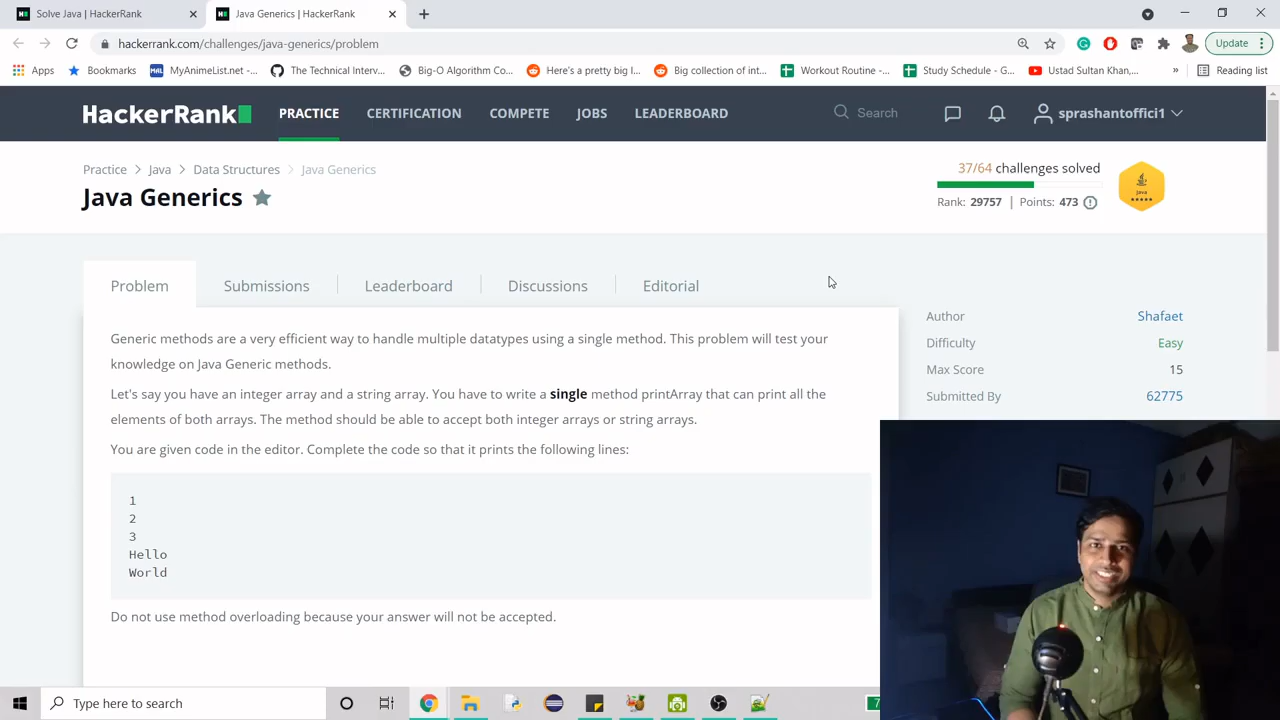 Solve Java | HackerRank
Java Generics | HackerRank
hackerrank.com/challenges/java-generics/problem
Update
Apps
Bookmarks
MyAnimeList.net -...
The Technical Interv...
Big-O Algorithm Co...
Here's a pretty big l...
Big collection of int...
Workout Routine -...
Study Schedule - G...
Ustad Sultan Khan,...
»
Reading list
HackerRank
PRACTICE
CERTIFICATION
COMPETE
JOBS
LEADERBOARD
Search
sprashantoffici1
Practice > Java > Data Structures > Java Generics
Java Generics
37/64 challenges solved
Rank: 29757 | Points: 473
Java
Problem
Submissions
Leaderboard
Discussions
Editorial
Generic methods are a very efficient way to handle multiple datatypes using a single method. This problem will test your
knowledge on Java Generic methods.
Let's say you have an integer array and a string array. You have to write a single method printArray that can print all the
elements of both arrays. The method should be able to accept both integer arrays or string arrays.
You are given code in the editor. Complete the code so that it prints the following lines:
1
2
3
Hello
World
Do not use method overloading because your answer will not be accepted.
Author Shafaet
Difficulty Easy
Max Score 15
Submitted By 62775
Type here to search
7